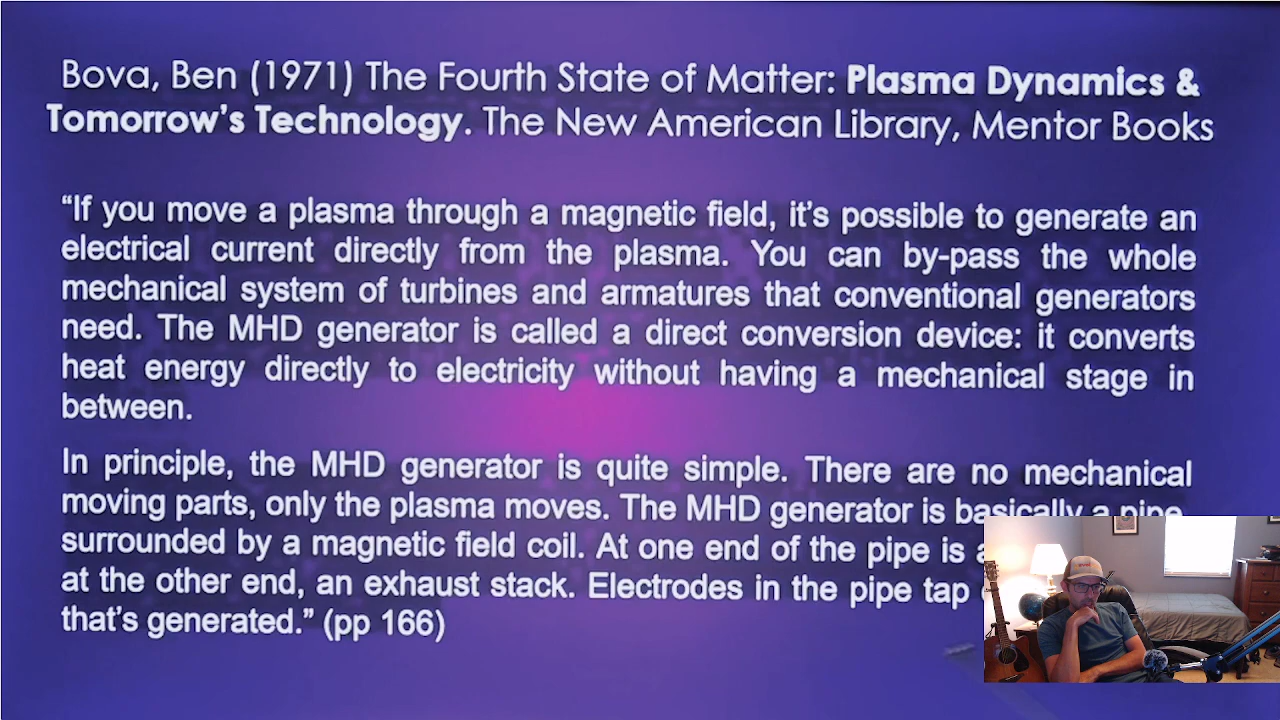 Bova, Ben (1971) The Fourth State of Matter: Plasma Dynamics &
Tomorrow's Technology. The New American Library, Mentor Books
“If you move a plasma through a magnetic field, it's possible to generate an
electrical current directly from the plasma. You can by-pass the whole
mechanical system of turbines and armatures that conventional generators
need. The MHD generator is called a direct conversion device: it converts
heat energy directly to electricity without having a mechanical stage in
between.
In principle, the MHD generator is quite simple. There are no mechanical
moving parts, only the plasma moves. The MHD generator is basically a pipe
surrounded by a magnetic field coil. At one end of the pipe is
at the other end, an exhaust stack. Electrodes in the pipe tap
that's generated.” (pp 166)